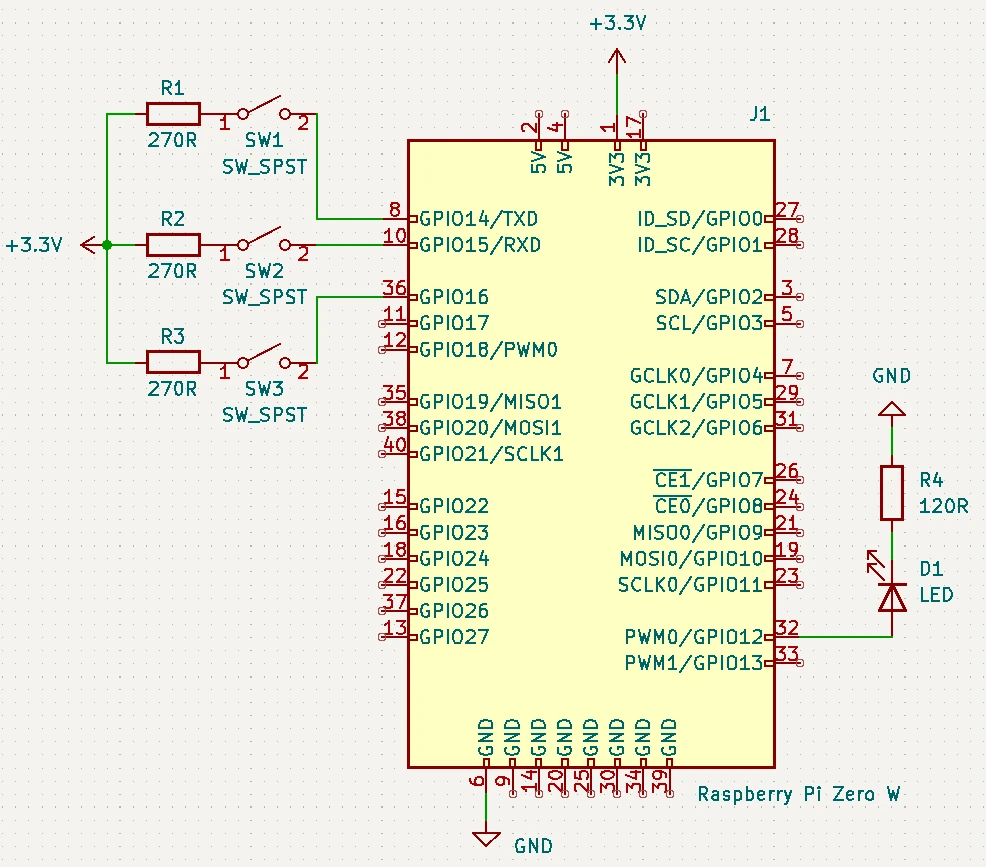 +3.3V
R1
270R
1
2
SW1
SW_SPST
R2
+3.3V
270R
1
2
SW2
SW_SPST
R3
270R
1
2
SW3
SW_SPST
J1
2
4
1
17
5V
5V
3V3
3V3
8
GPIO14/TXD
10
GPIO15/RXD
36
GPIO16
11
GPIO17
12
GPIO18/PWM0
35
GPIO19/MISO1
38
GPIO20/MOSI1
40
GPIO21/SCLK1
15
GPIO22
16
GPIO23
18
GPIO24
22
GPIO25
37
GPIO26
13
GPIO27
ID_SD/GPIO0
27
ID_SC/GPIO1
28
SDA/GPIO2
3
SCL/GPIO3
5
GCLK0/GPIO4
7
GCLK1/GPIO5
29
GCLK2/GPIO6
31
CE1/GPIO7
26
CE0/GPIO8
24
MISO0/GPIO9
21
MOSI0/GPIO10
19
SCLK0/GPIO11
23
PWM0/GPIO12
32
PWM1/GPIO13
33
GND
R4
120R
D1
LED
GND
GND
GND
GND
GND
GND
GND
GND
6
9
14
20
25
30
34
39
Raspberry Pi Zero W
GND